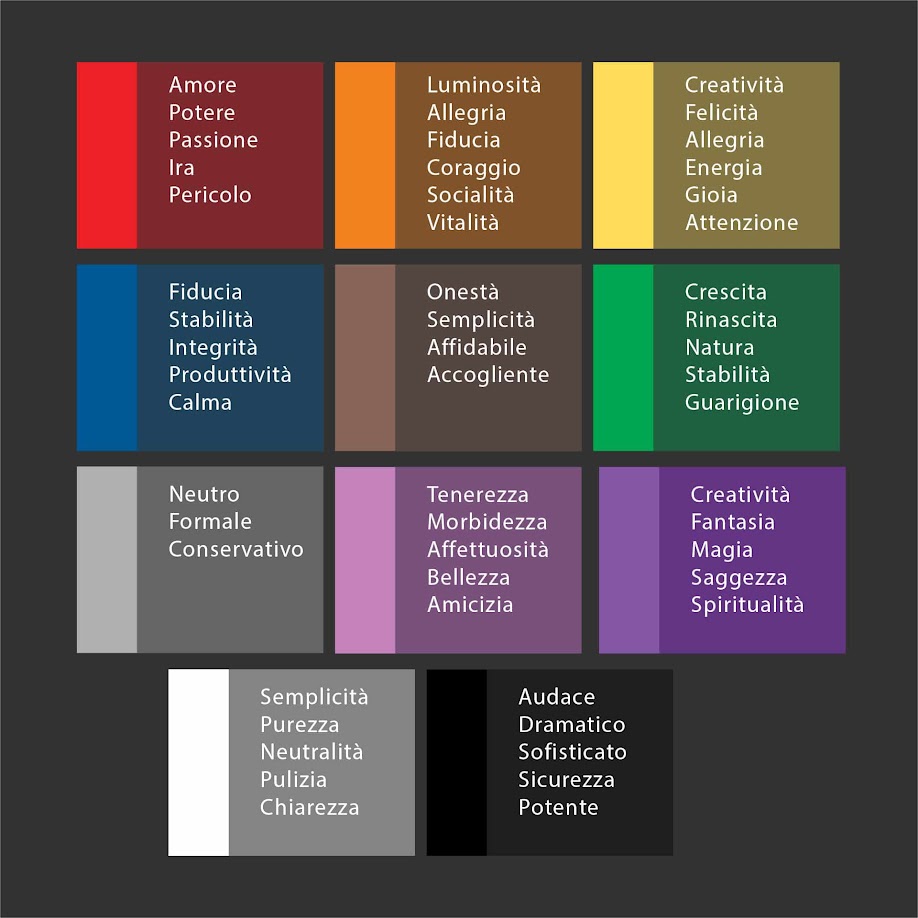 Amore
Potere
Passione
Ira
Pericolo
Luminosità
Allegria
Fiducia
Coraggio
Socialità
Vitalità
Creatività
Felicità
Allegria
Energia
Gioia
Attenzione
Fiducia
Stabilità
Integrità
Produttività
Calma
Onestà
Semplicità
Affidabile
Accogliente
Crescita
Rinascita
Natura
Stabilità
Guarigione
Neutro
Formale
Conservativo
Tenerezza
Morbidezza
Affettuosità
Bellezza
Amicizia
Creatività
Fantasia
Magia
Saggezza
Spiritualità
Semplicità
Purezza
Neutralità
Pulizia
Chiarezza
Audace
Dramatico
Sofisticato
Sicurezza
Potente